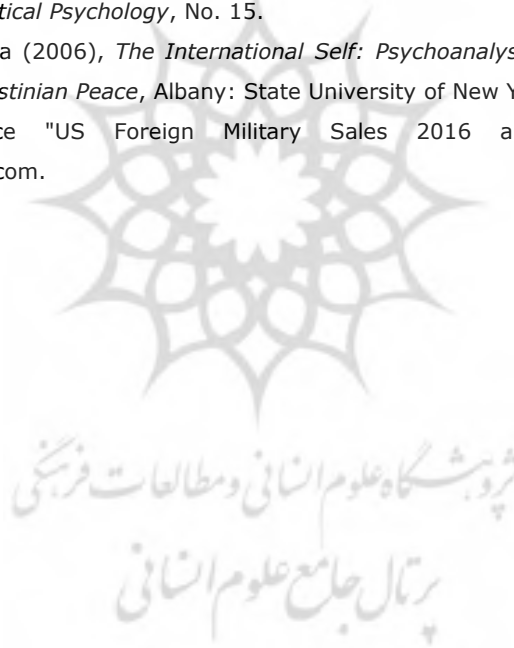 tical Psychology, No. 15.
a (2006), The International Self: Psychoanalys
stinian Peace, Albany: State University of New Y
ce "US Foreign Military Sales 2016 a
com.
پژوهشگاه علوم انسانی و مطالعات فرهنگی
پرتال جامع علوم انسانی